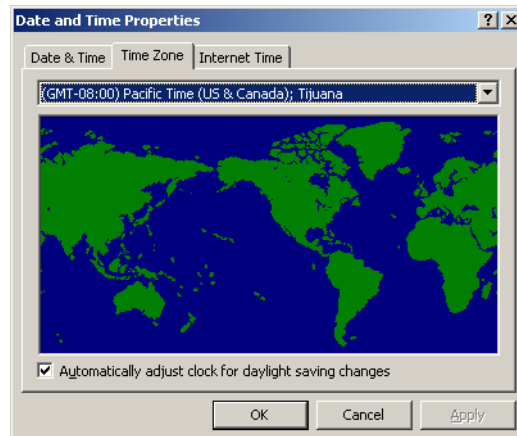 Date and Time Properties
Date & Time Time Zone Internet Time
(GMT-08:00) Pacific Time (US & Canada); Tijuana
Automatically adjust clock for daylight saving changes
OK Cancel Apply